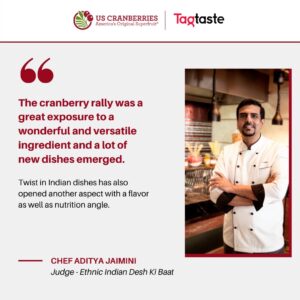 US CRANBERRIES
America's Original Superfruit®
Tagtaste
The cranberry rally was a
great exposure to a
wonderful and versatile
ingredient and a lot of
new dishes emerged.
Twist in Indian dishes has also
opened another aspect with a flavor
as well as nutrition angle.
CHEF ADITYA JAIMINI
Judge - Ethnic Indian Desh Ki Baat